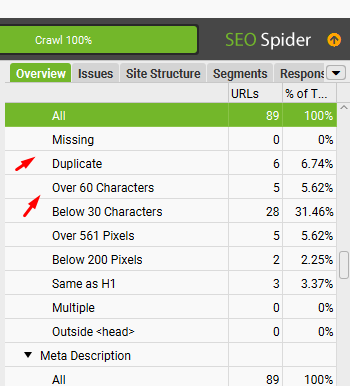 Crawl 100%
SEO Spider
Overview Issues Site Structure Segments Respons
URLs % of T...
All 89 100%
Missing 0 0%
Duplicate 6 6.74%
Over 60 Characters 5 5.62%
Below 30 Characters 28 31.46%
Over 561 Pixels 5 5.62%
Below 200 Pixels 2 2.25%
Same as H1 3 3.37%
Multiple 0 0%
Outside <head> 0 0%
Meta Description
All 89 100%